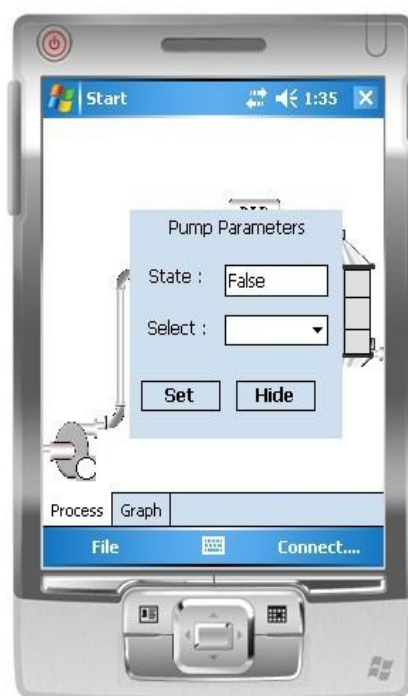 Start 1:35
Pump Parameters
State : False
Select :
Set Hide
Process Graph
File Connect....